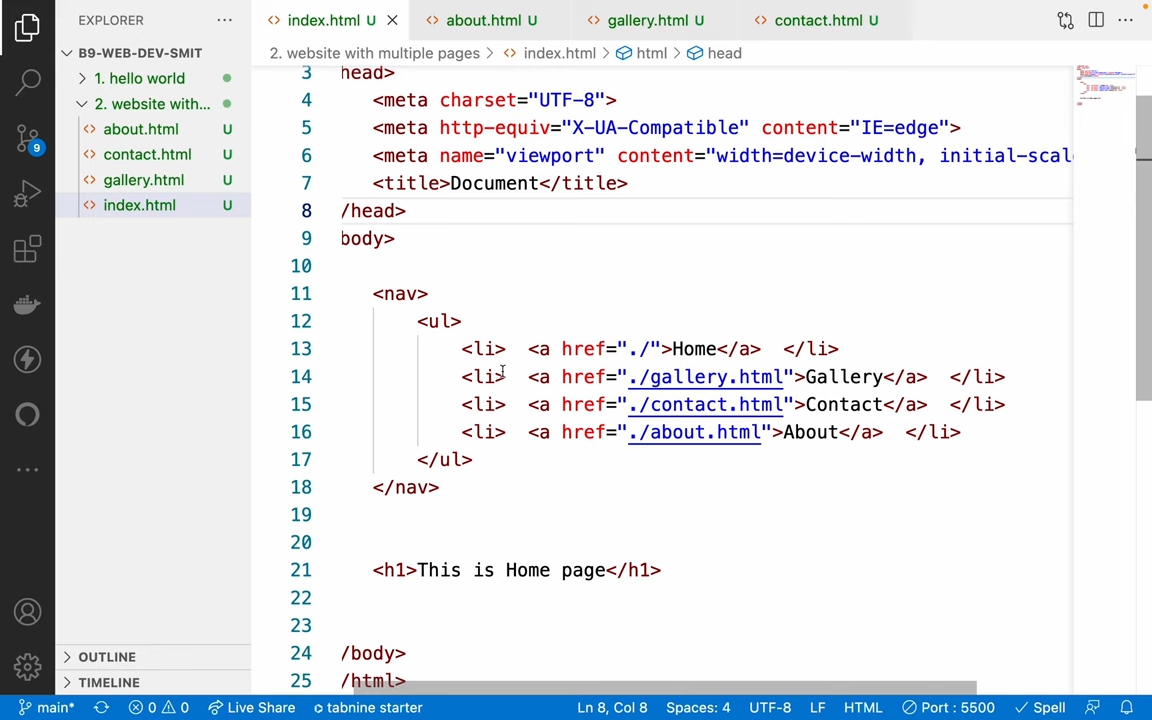 EXPLORER ···
B9-WEB-DEV-SMIT
1. hello world
2. website with...
about.html U
contact.html U
gallery.html U
index.html U
OUTLINE
TIMELINE
9
index.html U
about.html U
gallery.html U
contact.html U
2. website with multiple pages > index.html > html > head
3 head>
4 <meta charset="UTF-8">
5 <meta http-equiv="X-UA-Compatible" content="IE=edge">
6 <meta name="viewport" content="width=device-width, initial-scale
7 <title>Document</title>
8 /head>
9 body>
10
11 <nav>
12 <ul>
13 <li> <a href="./">Home</a> </li>
14 <li> <a href="./gallery.html">Gallery</a> </li>
15 <li> <a href="./contact.html">Contact</a> </li>
16 <li> <a href="./about.html">About</a> </li>
17 </ul>
18 </nav>
19
20
21 <h1>This is Home page</h1>
22
23
24 /body>
25 /html>
main* 0 0 Live Share tabnine starter Ln 8, Col 8 Spaces: 4 UTF-8 LF HTML Port : 5500 Spell